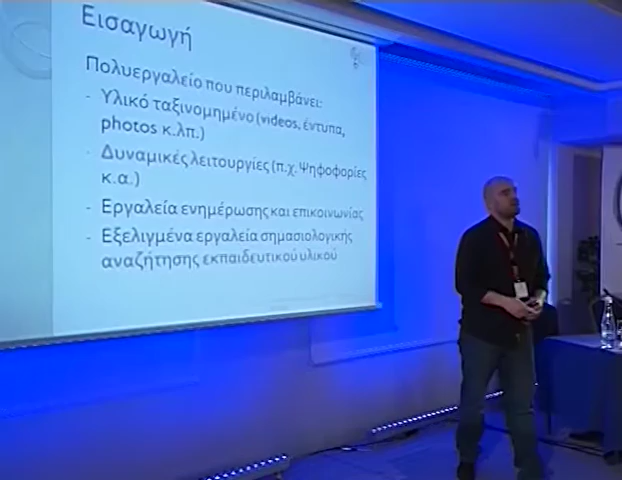 Εισαγωγή
Πολυεργαλείο που περιλαμβάνει:
- Υλικό ταξινομημένο (videos, έντυπα,
photos κ.λπ.)
- Δυναμικές λειτουργίες (π.χ. Ψηφοφορίες
κ.α.)
- Εργαλεία ενημέρωσης και επικοινωνίας
- Εξελιγμένα εργαλεία σημασιολογικής
αναζήτησης εκπαιδευτικού υλικού